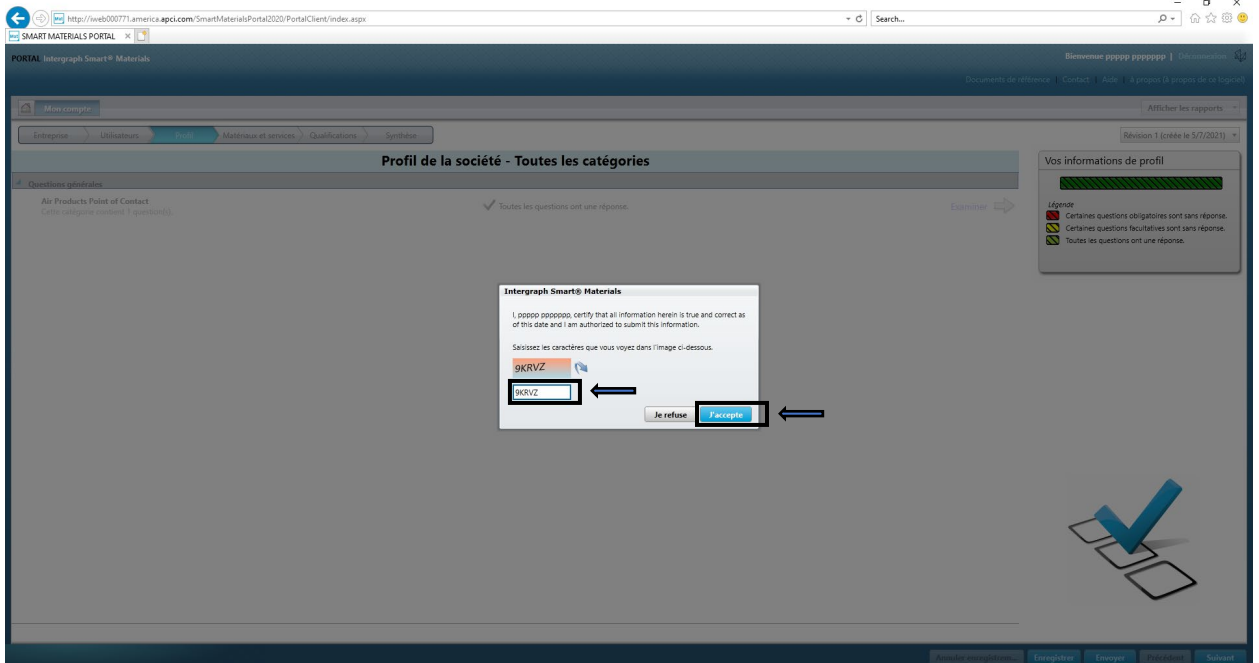 http://iweb000771.america.apci.com/SmartMaterialsPortal2020/PortalClient/index.aspx
Search...
SMART MATERIALS PORTAL
PORTAL Intergraph Smart® Materials
Bienvenue ppppp ppppppp | Déconnexion
Documents de référence | Contact | Aide | à propos (à propos de ce logiciel)
Mon compte
Afficher les rapports
Entreprise
Utilisateurs
Profil
Matériaux et services
Qualifications
Synthèse
Révision 1 (créée le 5/7/2021)
Profil de la société - Toutes les catégories
Vos informations de profil
Questions générales
Air Products Point of Contact
Cette catégorie contient 1 question(s).
Toutes les questions ont une réponse.
Examiner
Légende
Certaines questions obligatoires sont sans réponse.
Certaines questions facultatives sont sans réponse.
Toutes les questions ont une réponse.
Intergraph Smart® Materials
I, ppppp ppppppp, certify that all information herein is true and correct as
of this date and I am authorized to submit this information.
Saisissez les caractères que vous voyez dans l'image ci-dessous.
9KRVZ
9KRVZ
Je refuse
J'accepte
Enregistrer
Envoyer
Précédent
Suivant